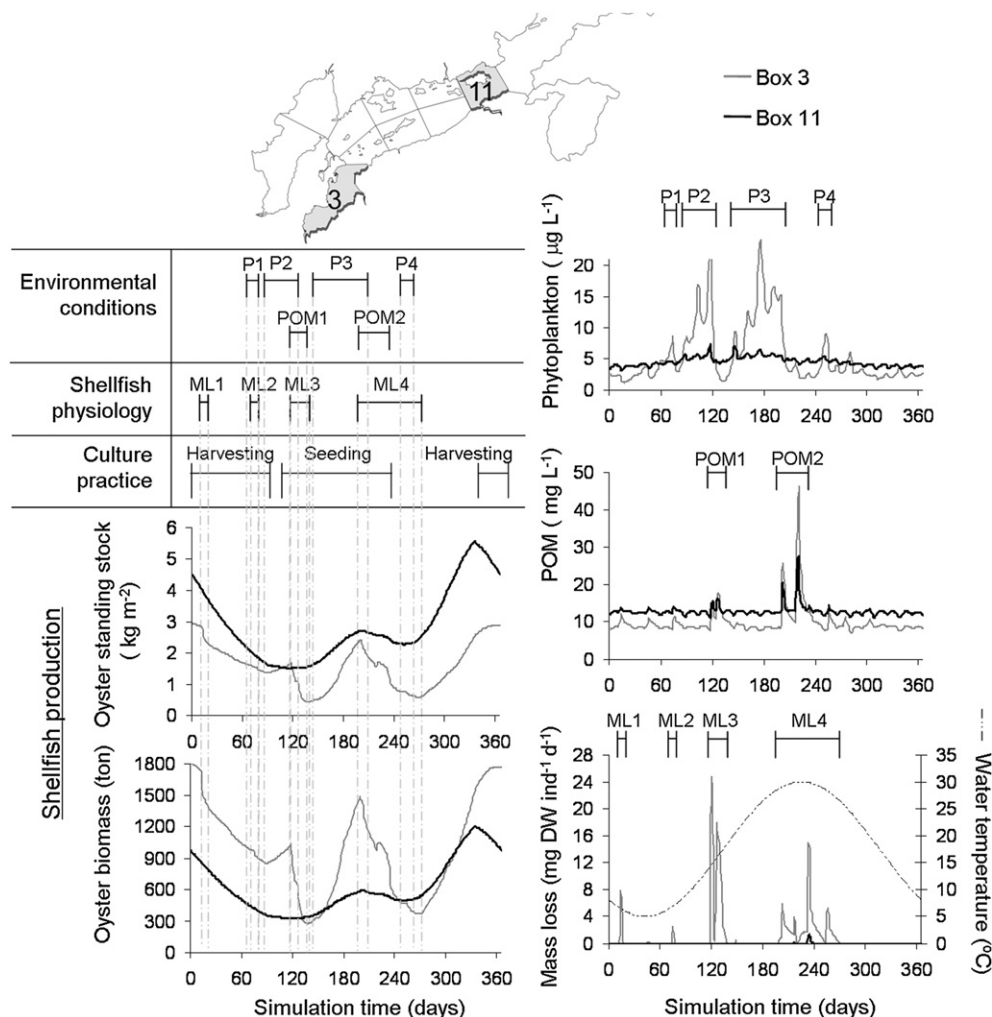 11
3
Box 3
Box 11
Environmental conditions
P1 P2 P3 P4
POM1 POM2
Shellfish physiology
ML1 ML2 ML3 ML4
Culture practice
Harvesting Seeding Harvesting
Shellfish production
Oyster standing stock ( kg m-2)
6
5
4
3
2
1
0
0 60 120 180 240 300 360
Oyster biomass (ton)
1800
1500
1200
900
600
300
0
0 60 120 180 240 300 360
Simulation time (days)
P1 P2 P3 P4
Phytoplankton ( µg L-1)
20
15
10
5
0
0 60 120 180 240 300 360
POM1 POM2
POM ( mg L-1)
50
40
30
20
10
0
0 60 120 180 240 300 360
ML1 ML2 ML3 ML4
Mass loss (mg DW ind-1 d-1)
28
24
20
16
12
8
4
0
35
30
25
20
15
10
5
0
Water temperature (ºC)
0 60 120 180 240 300 360
Simulation time (days)